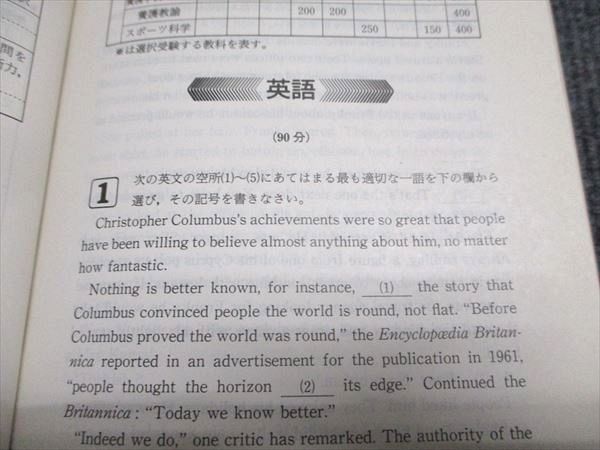 養護教諭 200 200 400
スポーツ科学 250 150 400
※は選択受験する教科を表す。
英語
(90分)
1 次の英文の空所(1)~(5)にあてはまる最も適切な一語を下の欄から
選び，その記号を書きなさい。
Christopher Columbus's achievements were so great that people
have been willing to believe almost anything about him, no matter
how fantastic.
Nothing is better known, for instance, (1) the story that
Columbus convinced people the world is round, not flat. “Before
Columbus proved the world was round,” the Encyclopædia Britan-
nica reported in an advertisement for the publication in 1961,
“people thought the horizon (2) its edge.” Continued the
Britannica : “Today we know better.”
“Indeed we do,” one critic has remarked. The authority of the